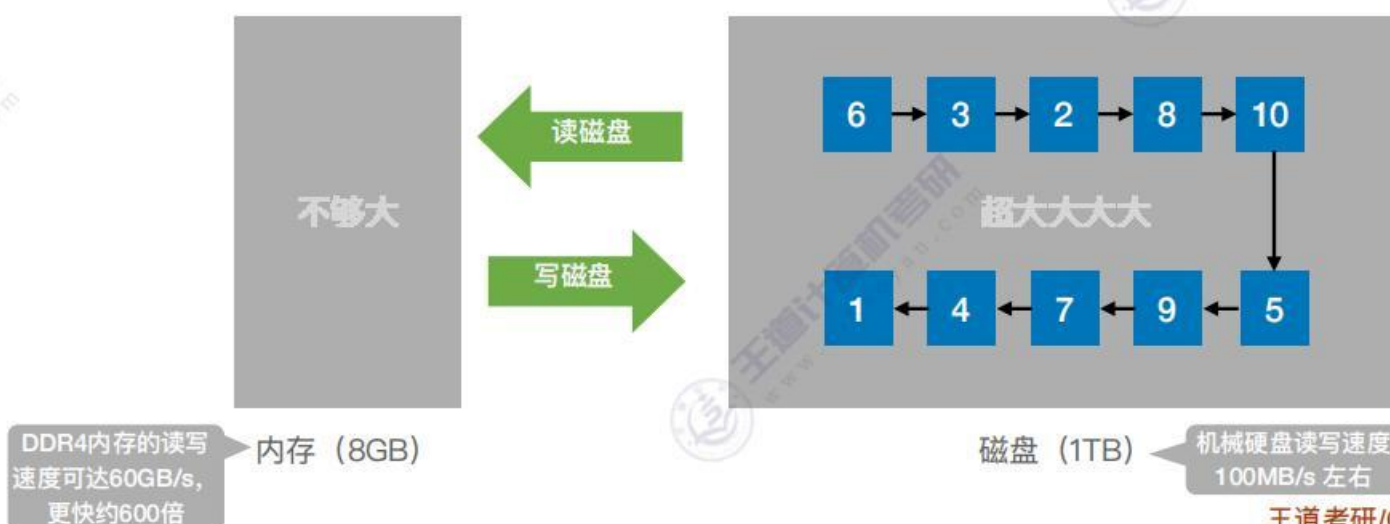 读磁盘
6 3 2 8 10
不够大
超大大大大
写磁盘
1 4 7 9 5
王道计算机考研
DDR4内存的读写
速度可达60GB/s,
更快约600倍
内存（8GB）
磁盘（1TB）
机械硬盘读写速度
100MB/s 左右